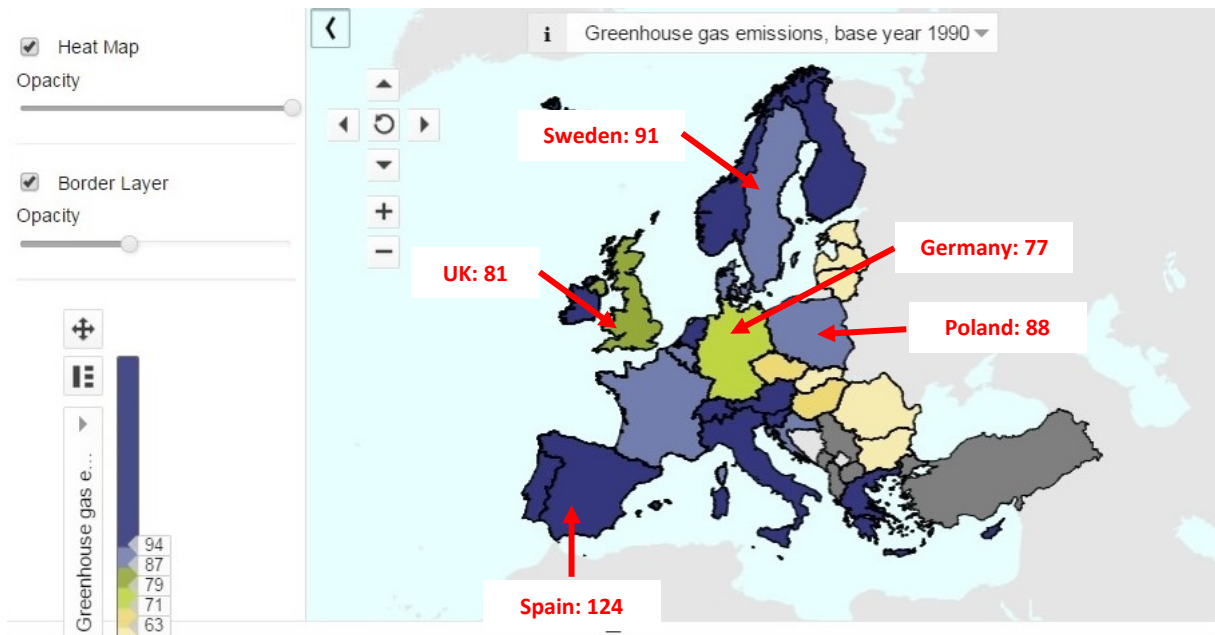 Heat Map
Opacity
Border Layer
Opacity
Greenhouse gas e...
94
87
79
71
63
i Greenhouse gas emissions, base year 1990
Sweden: 91
Germany: 77
UK: 81
Poland: 88
Spain: 124